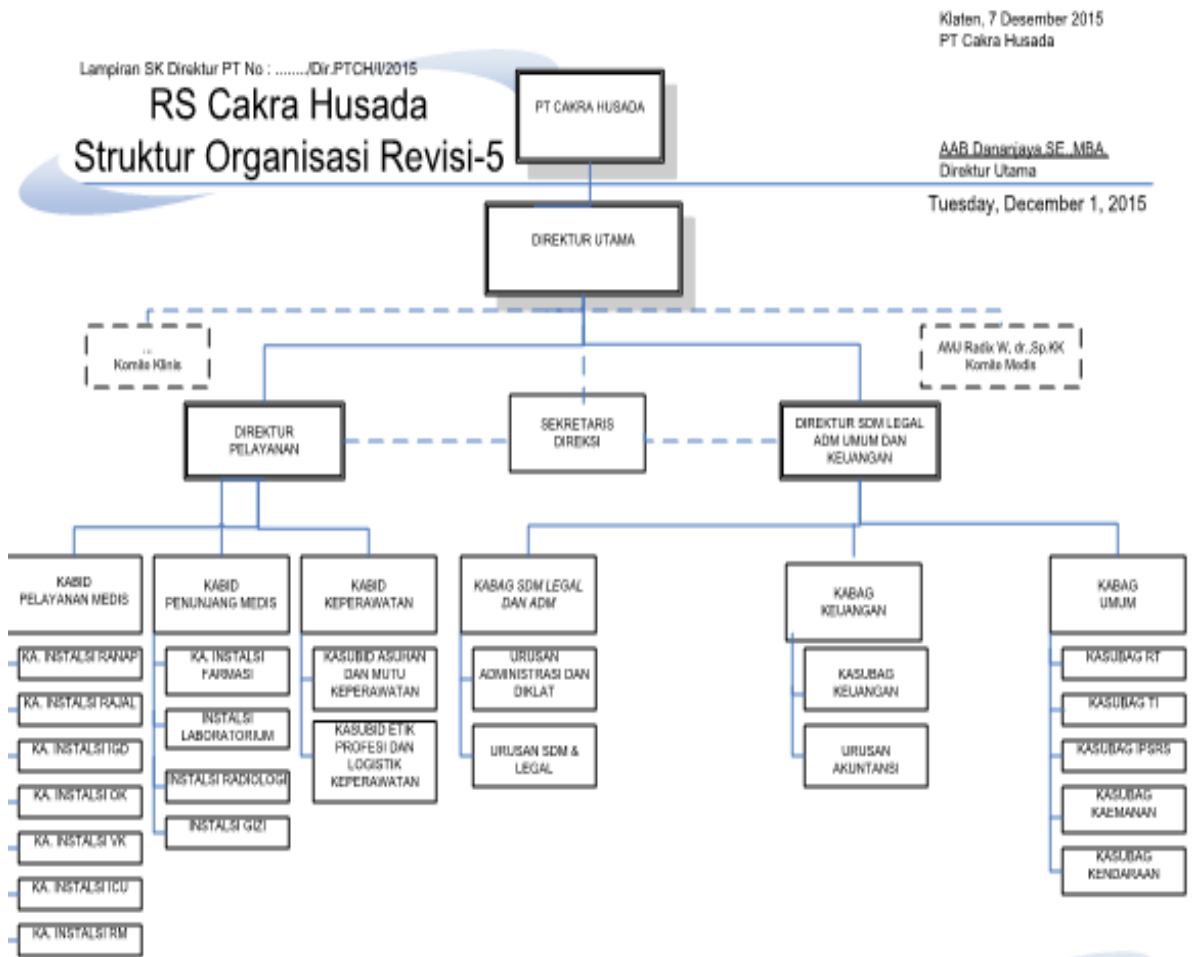 Klaten, 7 Desember 2015
PT Cakra Husada
Lampiran SK Direktur PT No : ......../Dir.PTCH/I/2015
RS Cakra Husada
Struktur Organisasi Revisi-5
PT CAKRA HUSADA
AAB Dananjaya.SE.,MBA.
Direktur Utama
Tuesday, December 1, 2015
DIREKTUR UTAMA
...
Komite Klinis
AMJ Radix W, dr.,Sp.KK
Komite Medis
DIREKTUR
PELAYANAN
SEKRETARIS
DIREKSI
DIREKTUR SDM LEGAL
ADM UMUM DAN
KEUANGAN
KABID
PELAYANAN MEDIS
KA. INSTALSI RANAP
KA. INSTALSI RAJAL
KA. INSTALSI IGD
KA. INSTALSI OK
KA. INSTALSI VK
KA. INSTALSI ICU
KA. INSTALSI RM
KABID
PENUNJANG MEDIS
KA. INSTALSI
FARMASI
INSTALSI
LABORATORIUM
INSTALSI RADIOLOGI
INSTALSI GIZI
KABID
KEPERAWATAN
KASUBID ASUHAN
DAN MUTU
KEPERAWATAN
KASUBID ETIK
PROFESI DAN
LOGISTIK
KEPERAWATAN
KABAG SDM LEGAL
DAN ADM
URUSAN
ADMINISTRASI DAN
DIKLAT
URUSAN SDM &
LEGAL
KABAG
KEUANGAN
KASUBAG
KEUANGAN
URUSAN
AKUNTANSI
KABAG
UMUM
KASUBAG RT
KASUBAG TI
KASUBAG IPSRS
KASUBAG
KAEMANAN
KASUBAG
KENDARAAN